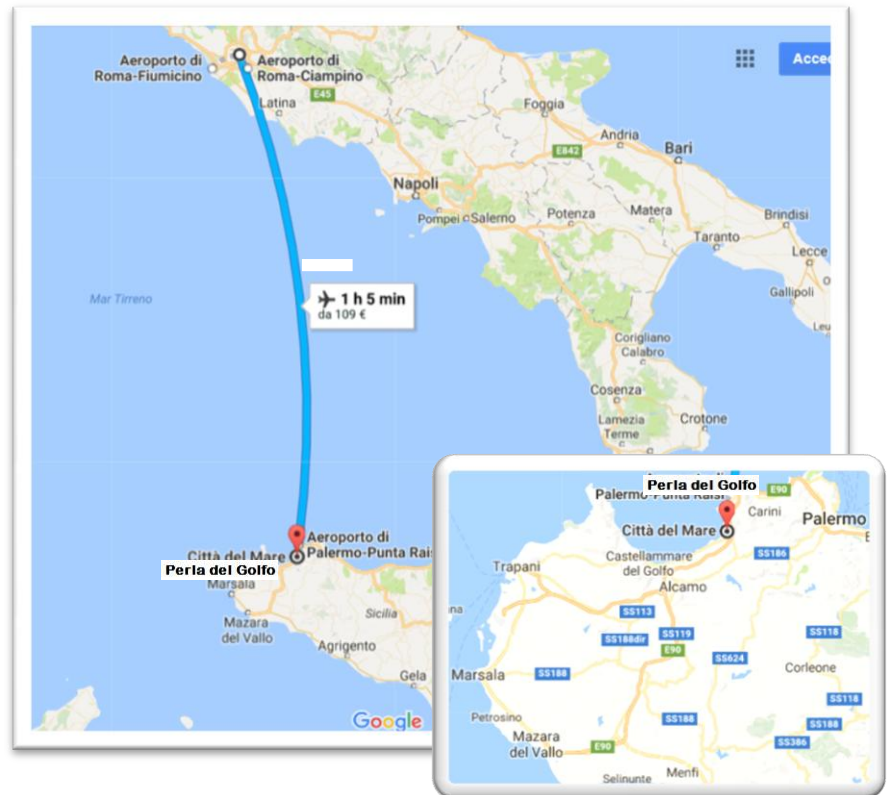 Aeroporto di
Roma-Fiumicino
Aeroporto di
Roma-Ciampino
Acce
E45
Latina
Foggia
Andria
Bari
E842
Napoli
Pompei
Salerno
Potenza
Matera
Brindisi
Taranto
Lecce
Gallipoli
Mar Tirreno
1 h 5 min
da 109 €
Corigliano
Calabro
Cosenza
Lamezia
Terme
Crotone
Aeroporto di
Palermo-Punta Rais
Città del Mare
Perla del Golfo
Marsala
Mazara
del Vallo
Sicilia
Agrigento
Gela
Google
Perla del Golfo
E90
Palermo-Punta Raisi
Carini
Palermo
Città del Mare
Castellammare
del Golfo
SS186
Trapani
Alcamo
SS113
SS119
SS188dir
E90
SS118
SS624
Corleone
Marsala
SS188
SS118
Petrosino
SS188
SS188
Mazara
del Vallo
E90
SS386
Selinunte
Menfi